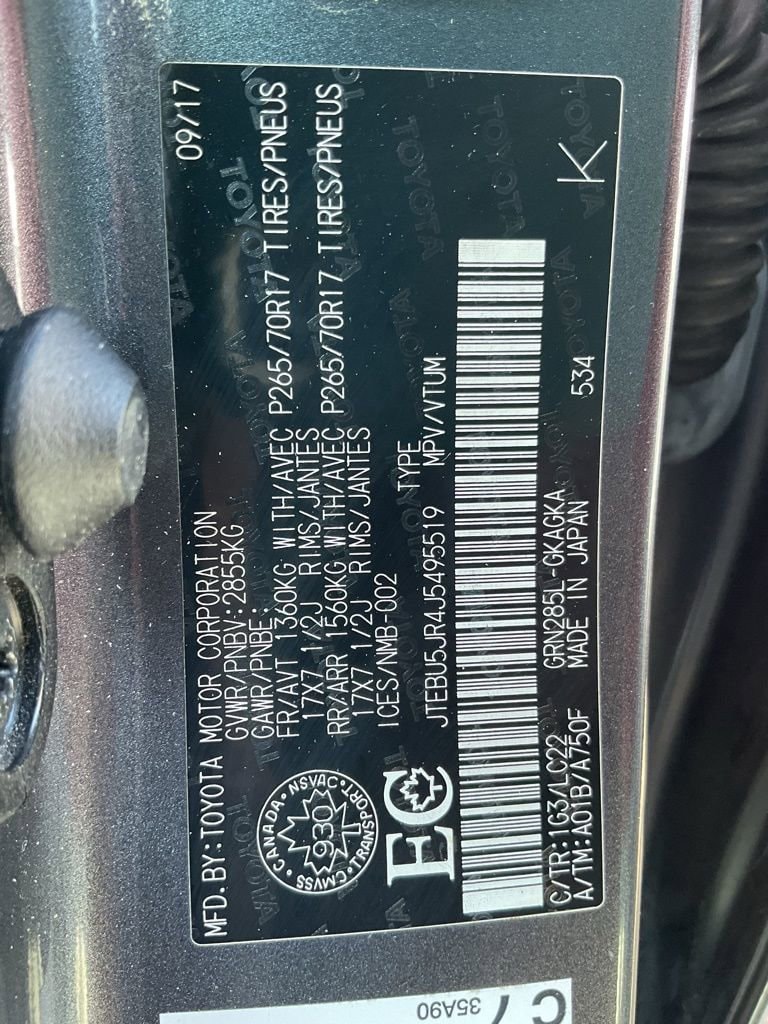 MFD. BY: TOYOTA MOTOR CORPORATION 09/17
GVWR/PNBV: 2855KG
GAWR/PNBE:
FR/AVT 1360KG WITH/AVEC P265/70R17 TIRES/PNEUS
17X7 1/2J RIMS/JANTES
RR/ARR 1560KG WITH/AVEC P265/70R17 TIRES/PNEUS
17X7 1/2J RIMS/JANTES
ICES/NMB-002
CANADA · NSVAC · TRANSPORT · CMVSS
930
EC
TYPE
JTEBU5JR4J5495519 MPV/VTUM
C/TR: 1G3/LC22 GRN285L-GKAGKA
A/TM: A01B/A750F MADE IN JAPAN 534 K
35A90